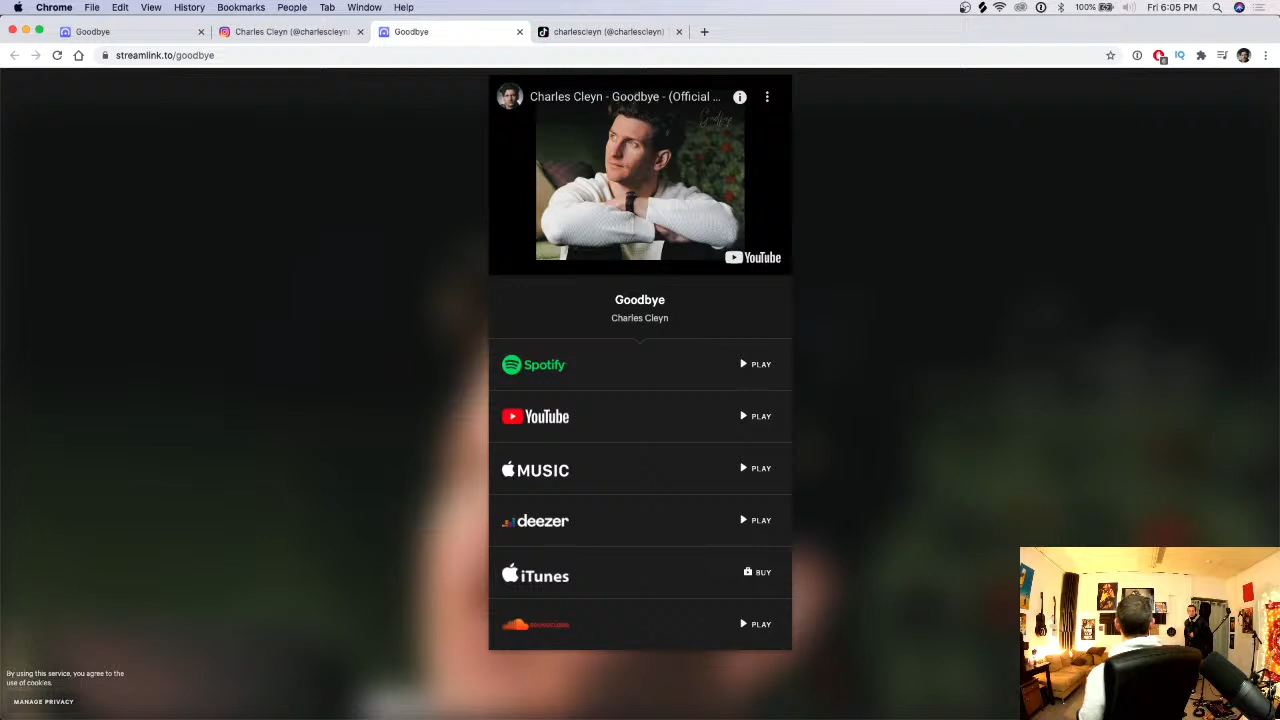 Chrome File Edit View History Bookmarks People Tab Window Help 100% Fri 6:05 PM
Goodbye Charles Cleyn (@charlescleyn) Goodbye charlescleyn (@charlescleyn)
streamlink.to/goodbye
Charles Cleyn - Goodbye - (Official ...
Goodbye
YouTube
Goodbye
Charles Cleyn
Spotify PLAY
YouTube PLAY
MUSIC PLAY
deezer PLAY
iTunes BUY
SOUNDCLOUD PLAY
By using this service, you agree to the
use of cookies.
MANAGE PRIVACY